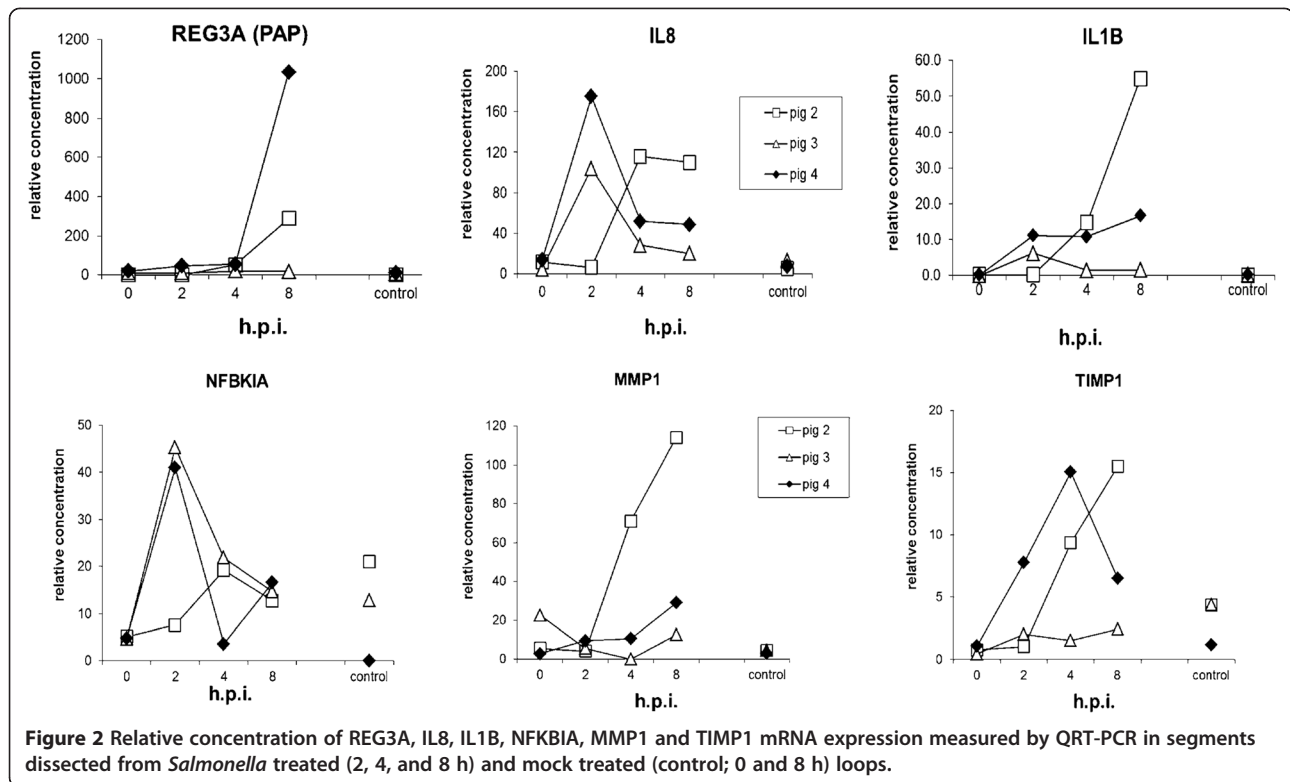 REG3A (PAP)
relative concentration
1200
1000
800
600
400
200
0
0 2 4 8 control
h.p.i.
IL8
relative concentration
200
160
120
80
40
0
0 2 4 8 control
h.p.i.
pig 2
pig 3
pig 4
IL1B
relative concentration
60.0
50.0
40.0
30.0
20.0
10.0
0.0
0 2 4 8 control
h.p.i.
NFBKIA
relative concentration
50
40
30
20
10
0
0 2 4 8 control
h.p.i.
MMP1
relative concentration
120
100
80
60
40
20
0
0 2 4 8 control
h.p.i.
pig 2
pig 3
pig 4
TIMP1
relative concentration
20
15
10
5
0
0 2 4 8 control
h.p.i.
Figure 2 Relative concentration of REG3A, IL8, IL1B, NFKBIA, MMP1 and TIMP1 mRNA expression measured by QRT-PCR in segments
dissected from Salmonella treated (2, 4, and 8 h) and mock treated (control; 0 and 8 h) loops.